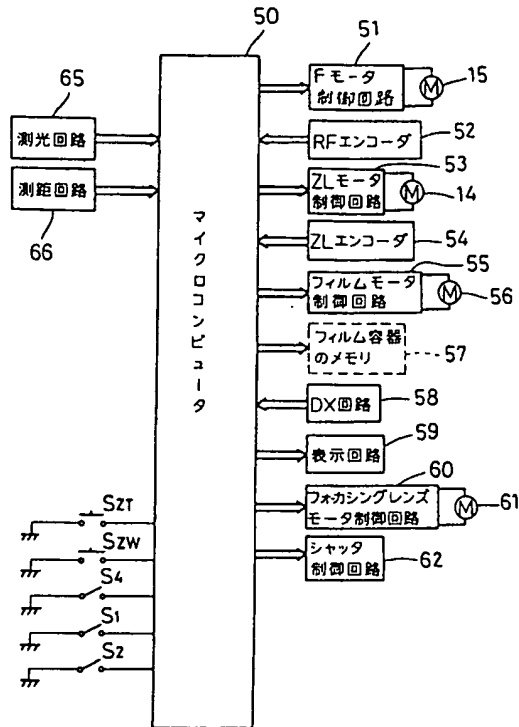 50
65
測光回路
測距回路
66
マイクロコンピュータ
51
Fモータ
制御回路
M
15
RFエンコーダ
52
53
ZLモータ
制御回路
M
14
ZLエンコーダ
54
55
フィルムモータ
制御回路
M
56
フィルム容器
のメモリ
57
DX回路
58
表示回路
59
60
フォカシングレンズ
モータ制御回路
M
61
シャッタ
制御回路
62
SZT
SZW
S4
S1
S2